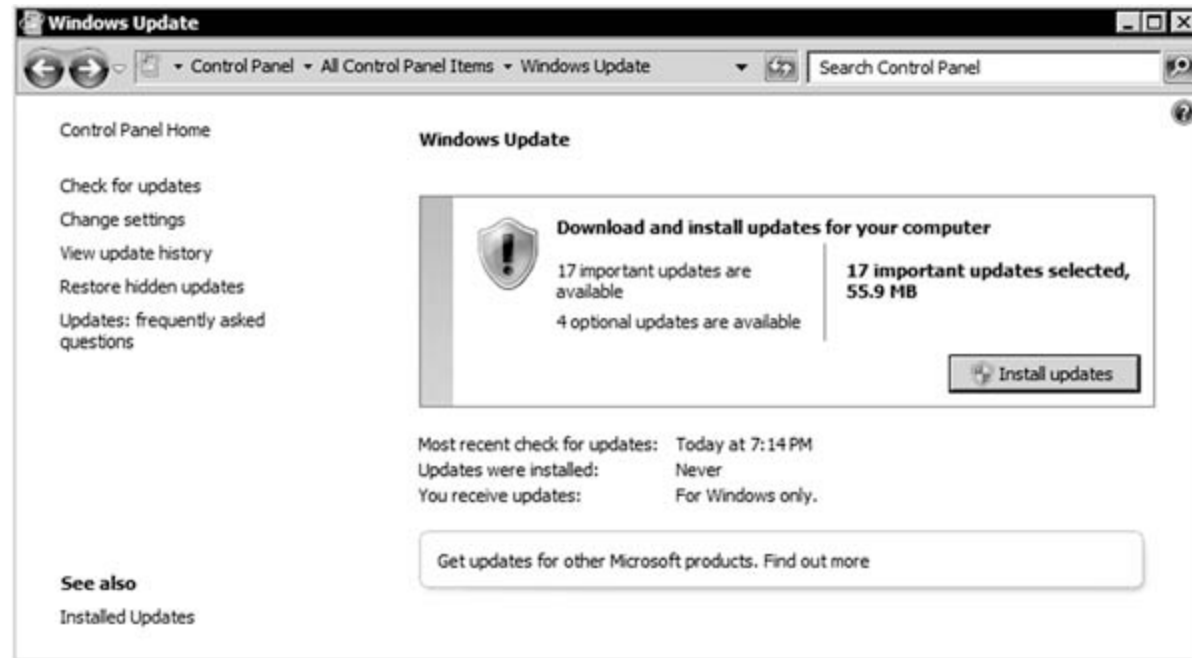 Windows Update
Control Panel ▾ All Control Panel Items ▾ Windows Update
Search Control Panel
Control Panel Home
Check for updates
Change settings
View update history
Restore hidden updates
Updates: frequently asked
questions
See also
Installed Updates
Windows Update
Download and install updates for your computer
17 important updates are
available
4 optional updates are available
17 important updates selected,
55.9 MB
Install updates
Most recent check for updates: Today at 7:14 PM
Updates were installed: Never
You receive updates: For Windows only.
Get updates for other Microsoft products. Find out more